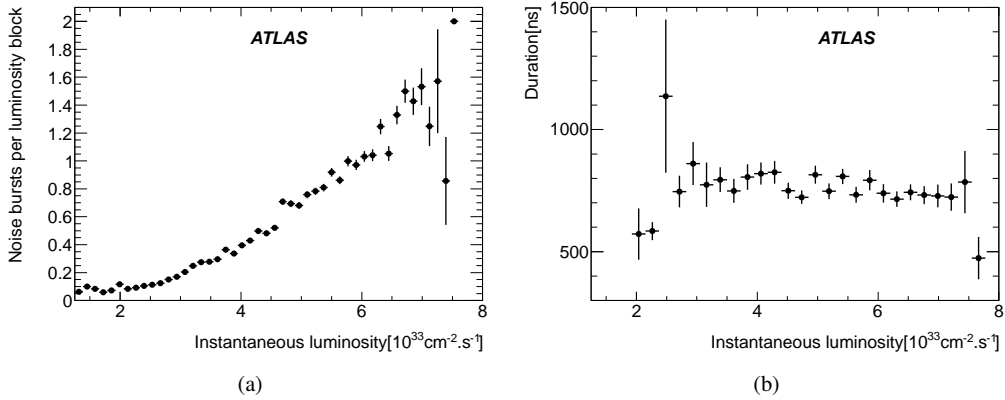 Noise bursts per luminosity block
2
1.8
1.6
1.4
1.2
1
0.8
0.6
0.4
0.2
0
ATLAS
2
4
6
8
Instantaneous luminosity[10³³cm⁻².s⁻¹]
(a)
Duration[ns]
1500
1000
500
ATLAS
2
4
6
8
Instantaneous luminosity[10³³cm⁻².s⁻¹]
(b)